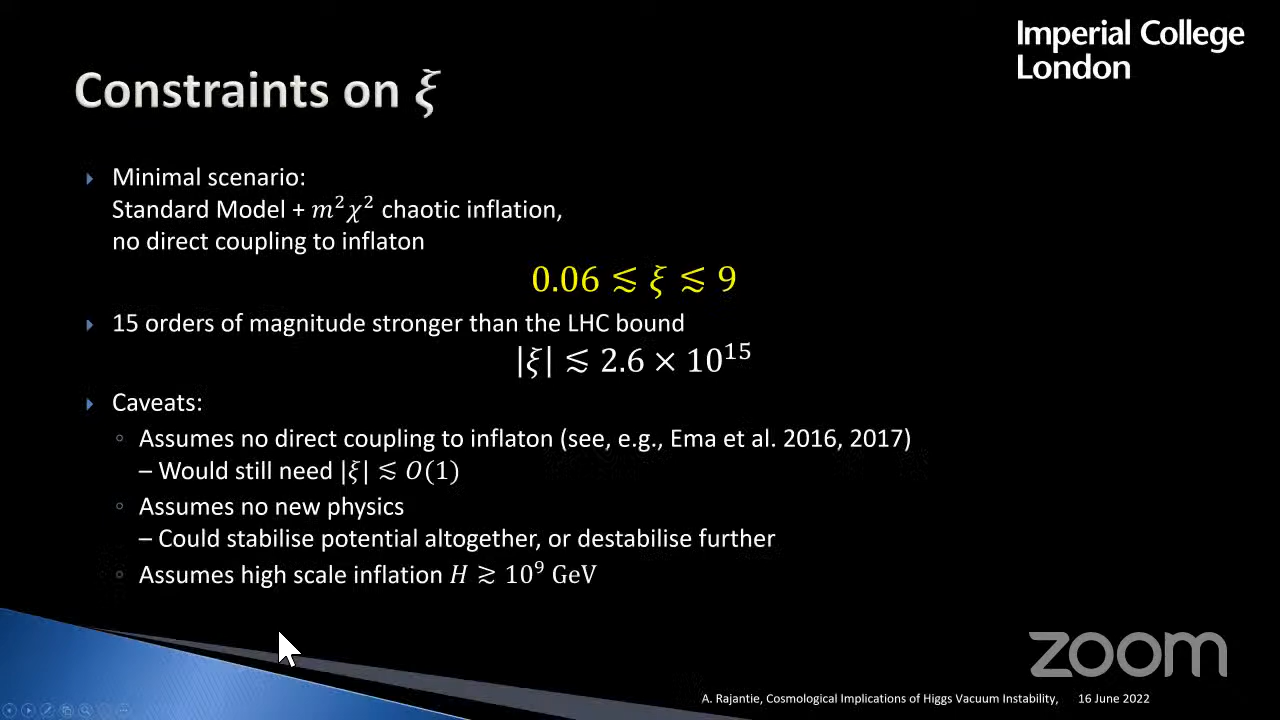 Imperial College
London
Constraints on ξ
Minimal scenario:
Standard Model + m²χ² chaotic inflation,
no direct coupling to inflaton
0.06 ≲ ξ ≲ 9
15 orders of magnitude stronger than the LHC bound
|ξ| ≲ 2.6 × 10¹⁵
Caveats:
Assumes no direct coupling to inflaton (see, e.g., Ema et al. 2016, 2017)
– Would still need |ξ| ≲ O(1)
Assumes no new physics
– Could stabilise potential altogether, or destabilise further
Assumes high scale inflation H ≳ 10⁹ GeV
zoom
A. Rajantie, Cosmological Implications of Higgs Vacuum Instability, 16 June 2022